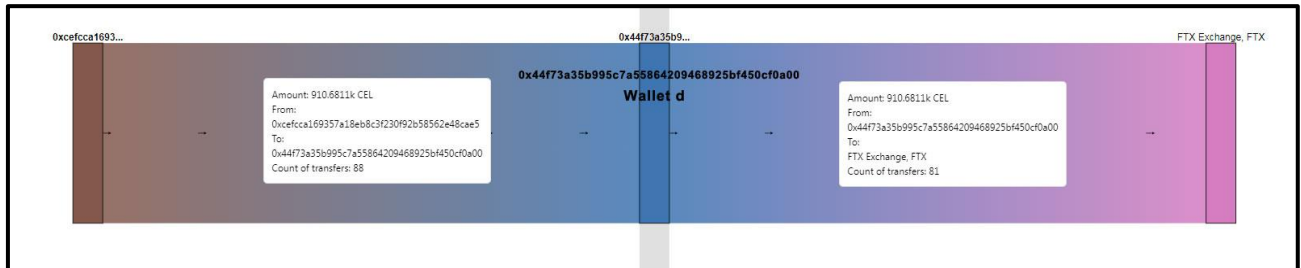 0xcefcca1693...
0x44f73a35b9...
FTX Exchange, FTX
0x44f73a35b995c7a55864209468925bf450cf0a00
Wallet d
Amount: 910.6811k CEL
From:
0xcefcca169357a18eb8c3f230f92b58562e48cae5
To:
0x44f73a35b995c7a55864209468925bf450cf0a00
Count of transfers: 88
Amount: 910.6811k CEL
From:
0x44f73a35b995c7a55864209468925bf450cf0a00
To:
FTX Exchange, FTX
Count of transfers: 81